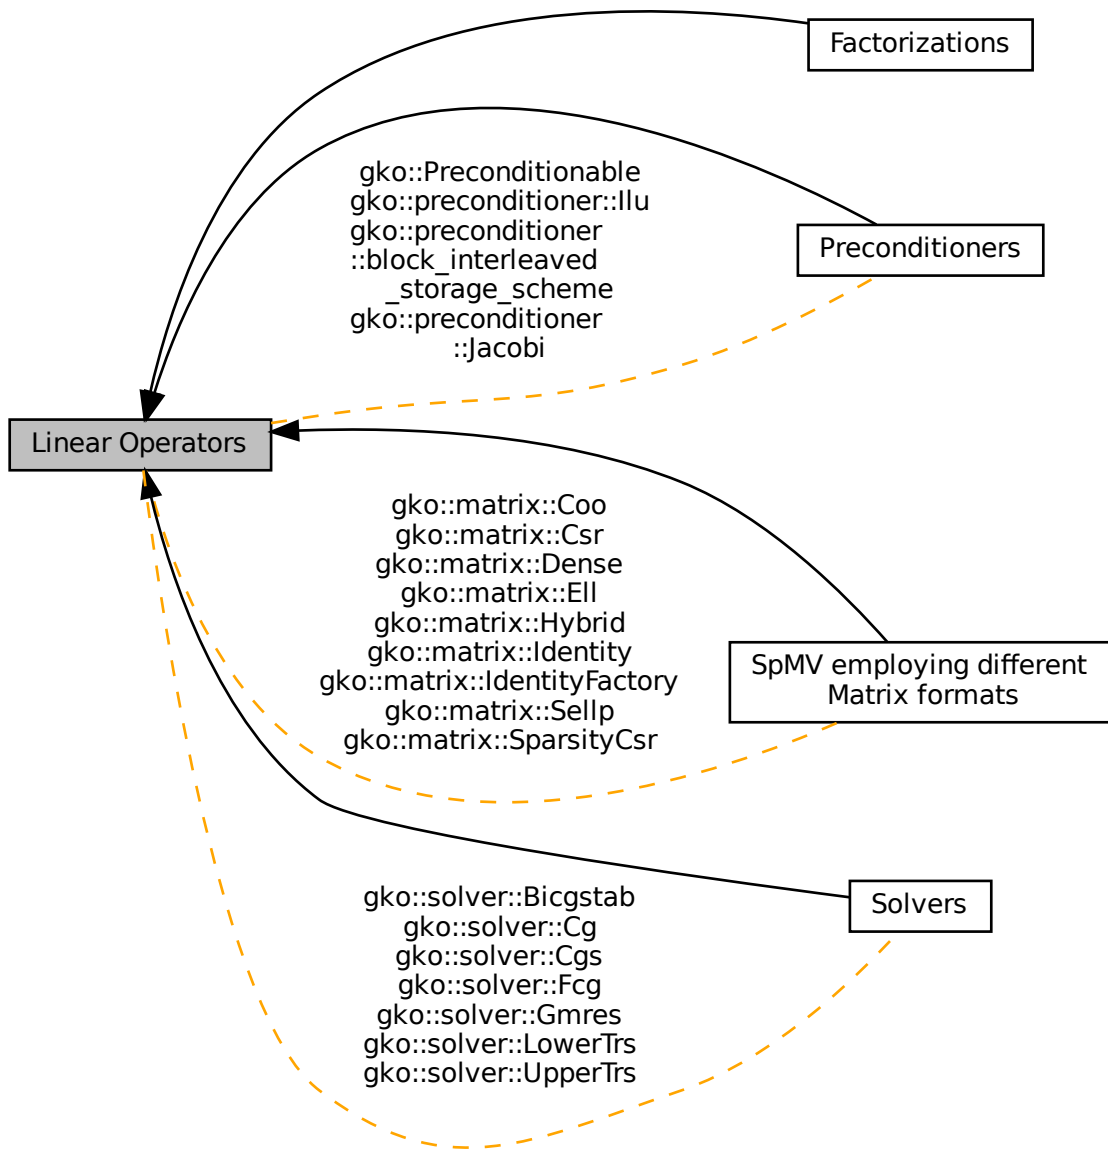 Factorizations
gko::Preconditionable
gko::preconditioner::Ilu
gko::preconditioner
::block_interleaved
_storage_scheme
gko::preconditioner
::Jacobi
Preconditioners
Linear Operators
gko::matrix::Coo
gko::matrix::Csr
gko::matrix::Dense
gko::matrix::Ell
gko::matrix::Hybrid
gko::matrix::Identity
gko::matrix::IdentityFactory
gko::matrix::Sellp
gko::matrix::SparsityCsr
SpMV employing different
Matrix formats
gko::solver::Bicgstab
gko::solver::Cg
gko::solver::Cgs
gko::solver::Fcg
gko::solver::Gmres
gko::solver::LowerTrs
gko::solver::UpperTrs
Solvers